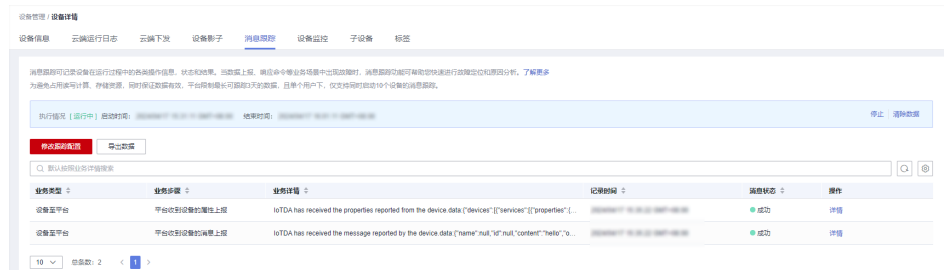 设备管理 / 设备详情
设备信息 云端运行日志 云端下发 设备影子 消息跟踪 设备监控 子设备 标签
消息跟踪可记录设备在运行过程中的各类操作信息、状态和结果。当数据上报、响应命令等业务场景中出现故障时，消息跟踪功能可帮助您快速进行故障定位和原因分析。了解更多
为避免占用读写计算、存储资源，同时保证数据有效，平台限制最长可跟踪3天的数据，且单个用户下，仅支持同时启动10个设备的消息跟踪。
执行情况 [ 运行中 ] 启动时间： 结束时间： 停止 清除数据
修改跟踪配置 导出数据
默认按照业务详情搜索
业务类型 业务步骤 业务详情 记录时间 消息状态 操作
设备至平台 平台收到设备的属性上报 IoTDA has received the properties reported from the device.data:{"devices":[{"services":[{"properties":{... 成功 详情
设备至平台 平台收到设备的消息上报 IoTDA has received the message reported by the device.data:{"name":null,"id":null,"content":"hello","o... 成功 详情
10 总条数：2 < 1 >